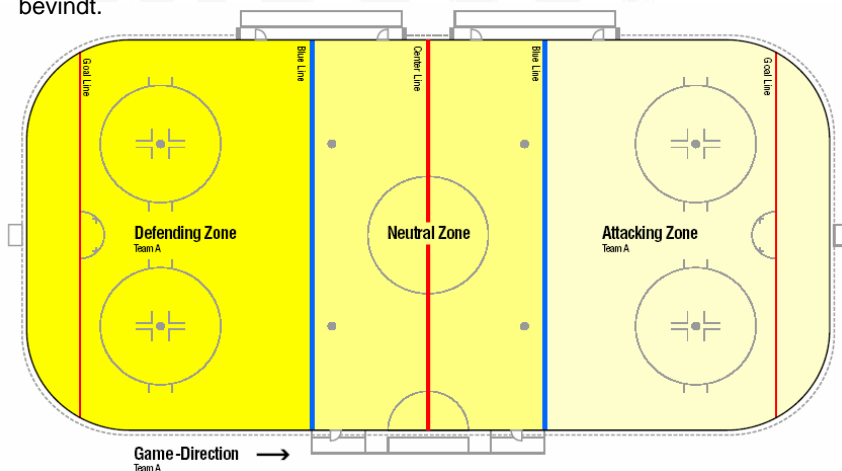 bevindt.
Goal Line
Blue Line
Center Line
Blue Line
Goal Line
Defending Zone
Team A
Neutral Zone
Attacking Zone
Team A
Game-Direction
Team A